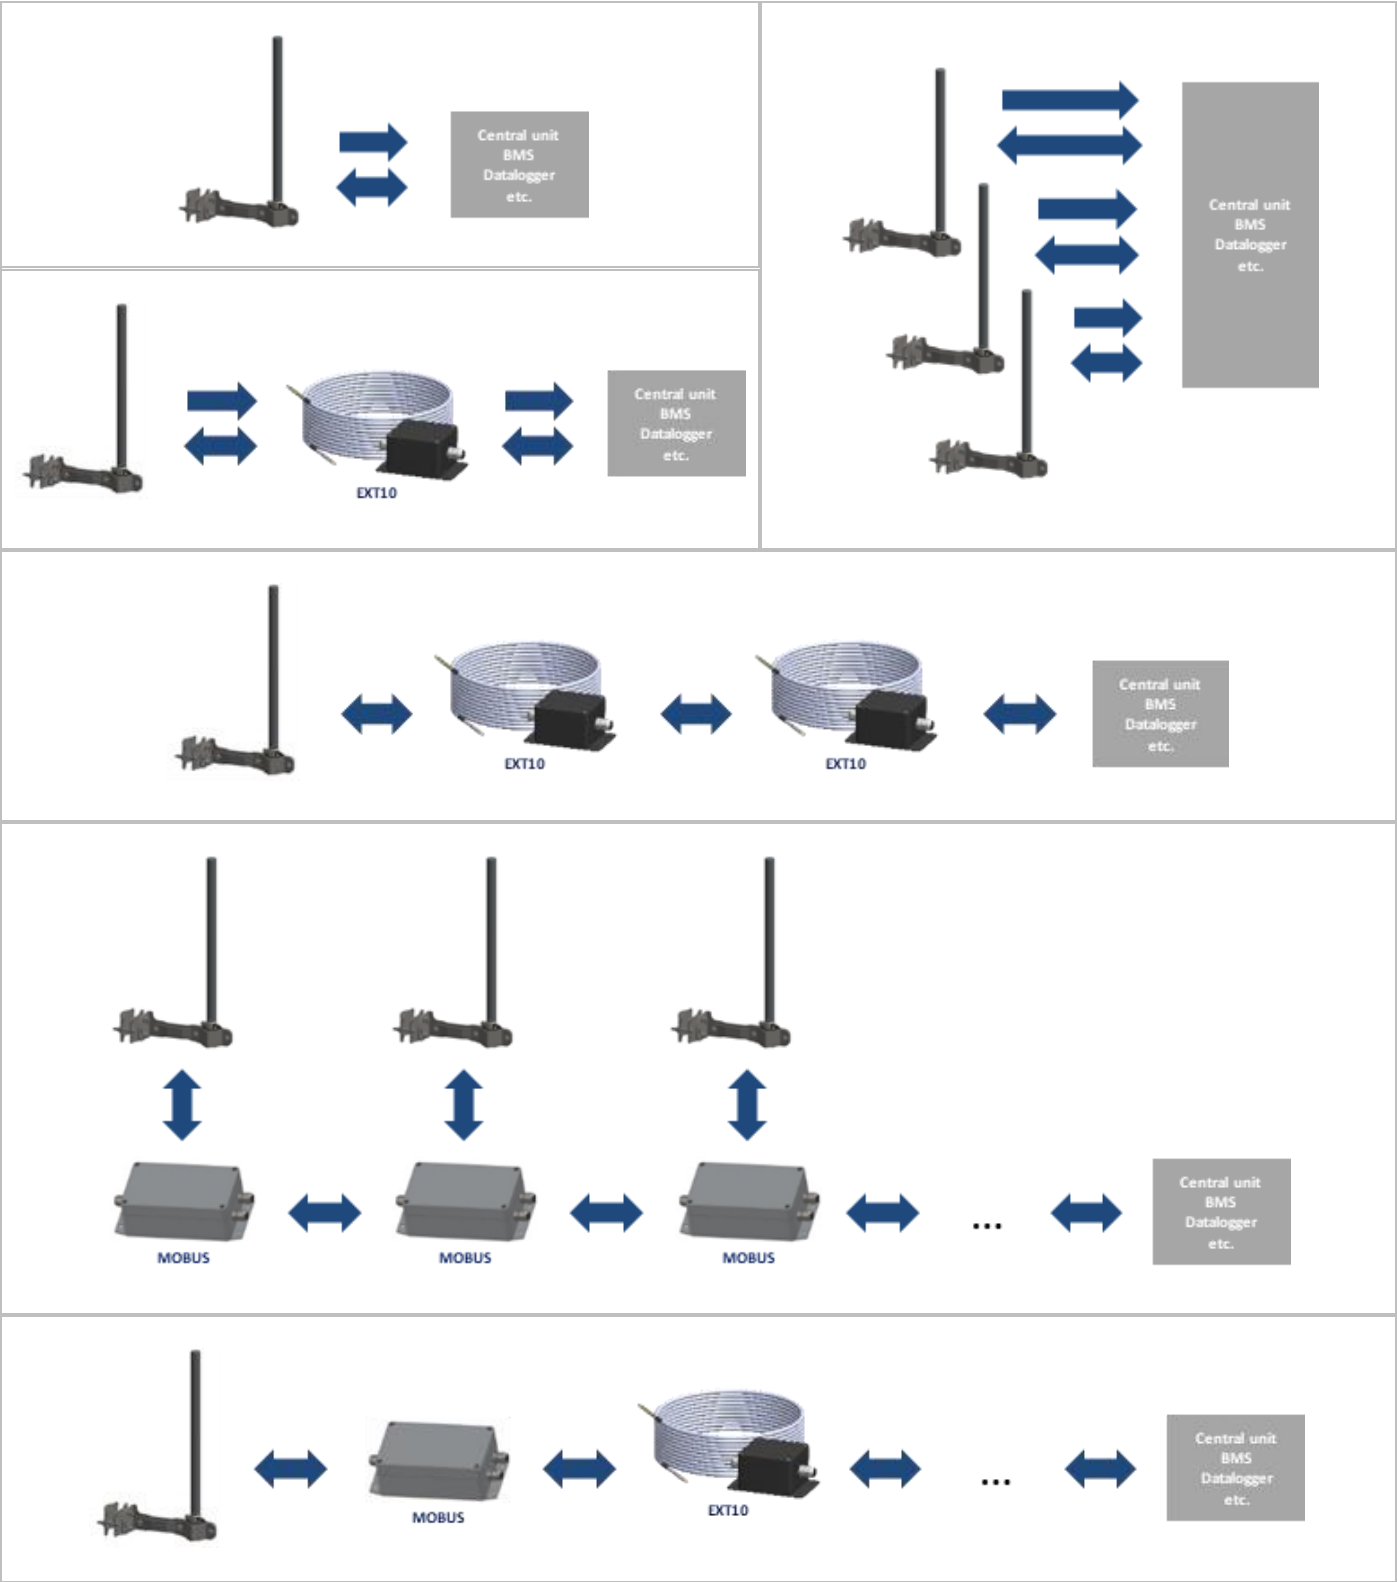 Central unit
BMS
Datalogger
etc.
Central unit
BMS
Datalogger
etc.
Central unit
BMS
Datalogger
etc.
EXT10
Central unit
BMS
Datalogger
etc.
EXT10
EXT10
...
Central unit
BMS
Datalogger
etc.
MOBUS
MOBUS
MOBUS
...
Central unit
BMS
Datalogger
etc.
MOBUS
EXT10